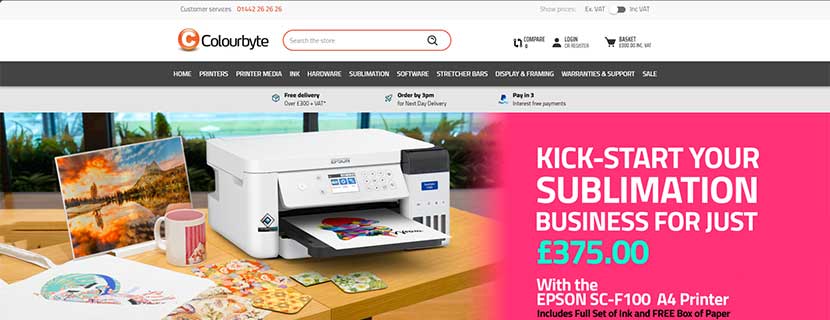 Customer services 01442 26 26 26
Show prices: Ex. VAT Inc VAT
C Colourbyte
Search the store
COMPARE
0
LOGIN
OR REGISTER
BASKET
£000.00 INC. VAT
HOME PRINTERS PRINTER MEDIA INK HARDWARE SUBLIMATION SOFTWARE STRETCHER BARS DISPLAY & FRAMING WARRANTIES & SUPPORT SALE
Free delivery
Over £300 + VAT*
Order by 3pm
for Next Day Delivery
Pay in 3
Interest free payments
EPSON
KICK-START YOUR
SUBLIMATION
BUSINESS FOR JUST
£375.00
With the
EPSON SC-F100 A4 Printer
Includes Full Set of Ink and FREE Box of Paper